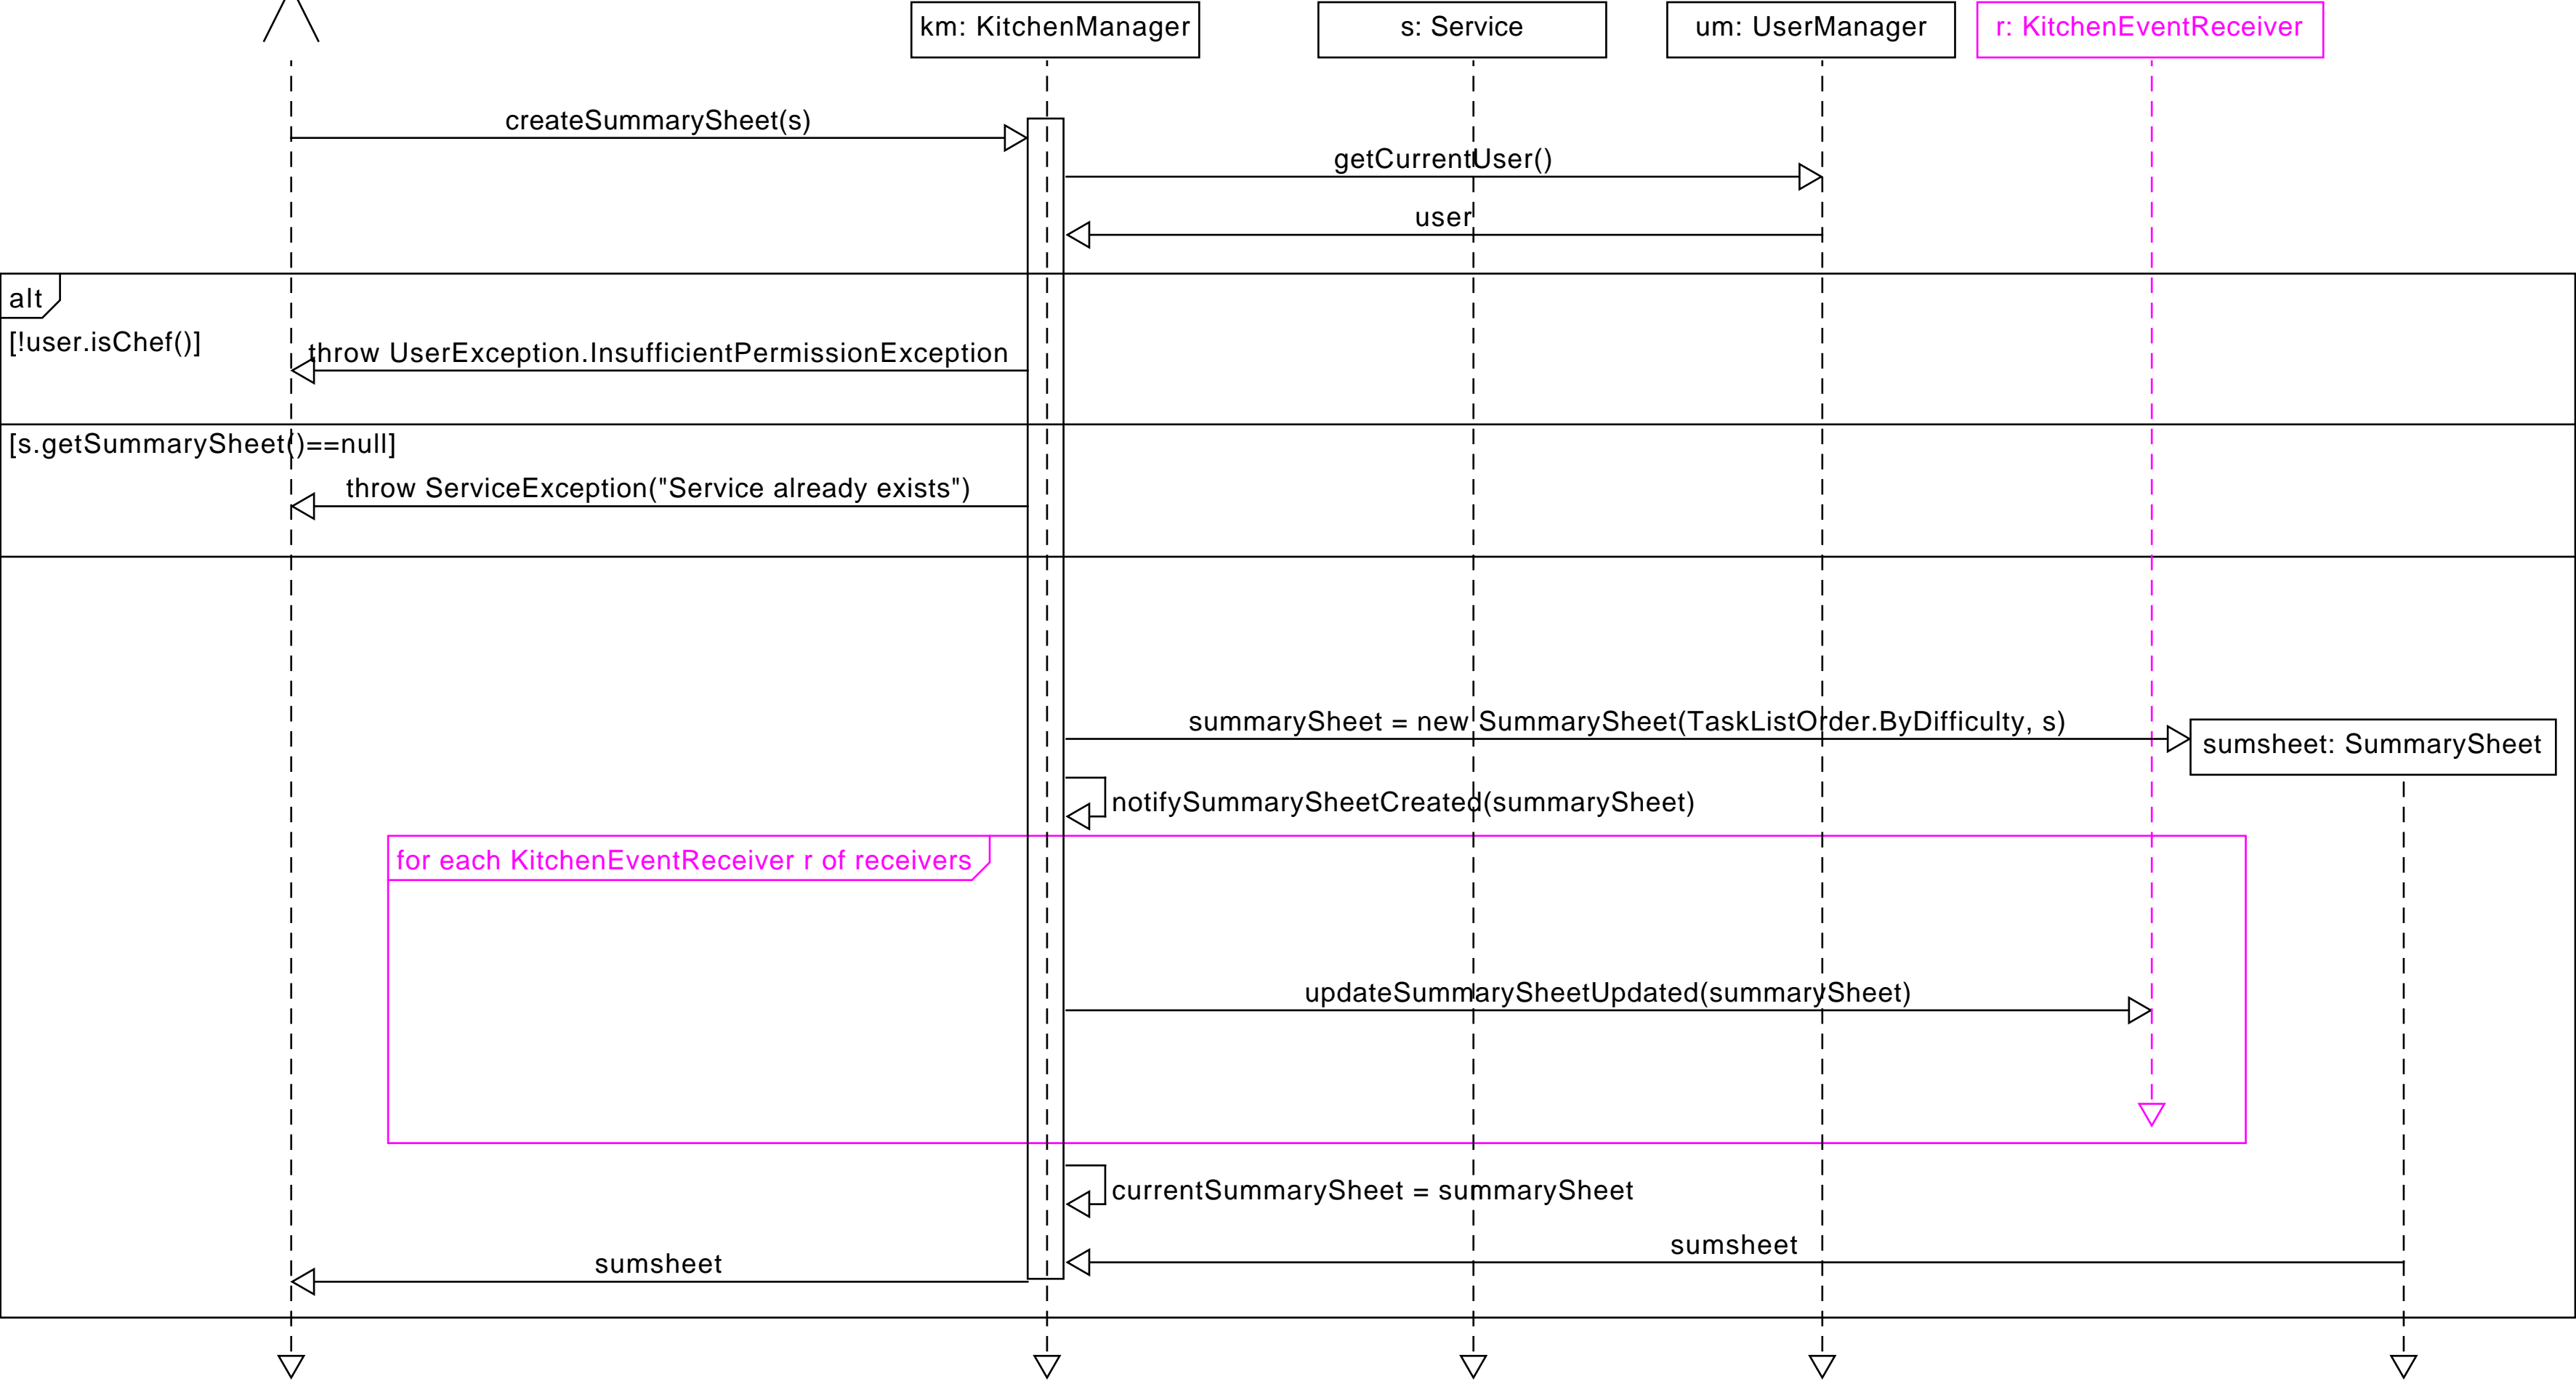 km: KitchenManager
s: Service
um: UserManager
r: KitchenEventReceiver
createSummarySheet(s)
getCurrentUser()
user
alt
[!user.isChef()]
throw UserException.InsufficientPermissionException
[s.getSummarySheet()==null]
throw ServiceException("Service already exists")
summarySheet = new SummarySheet(TaskListOrder.ByDifficulty, s)
sumsheet: SummarySheet
notifySummarySheetCreated(summarySheet)
for each KitchenEventReceiver r of receivers
updateSummarySheetUpdated(summarySheet)
currentSummarySheet = summarySheet
sumsheet
sumsheet